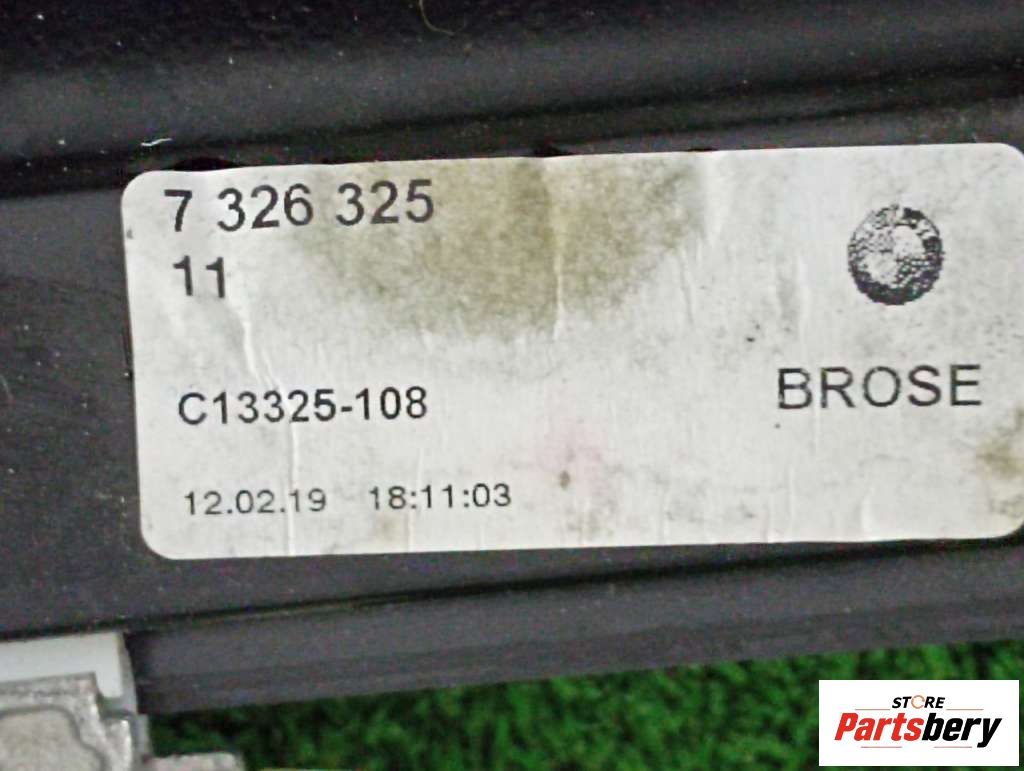 7 326 325
11
C13325-108
BROSE
12.02.19 18:11:03
STORE
Partsbery